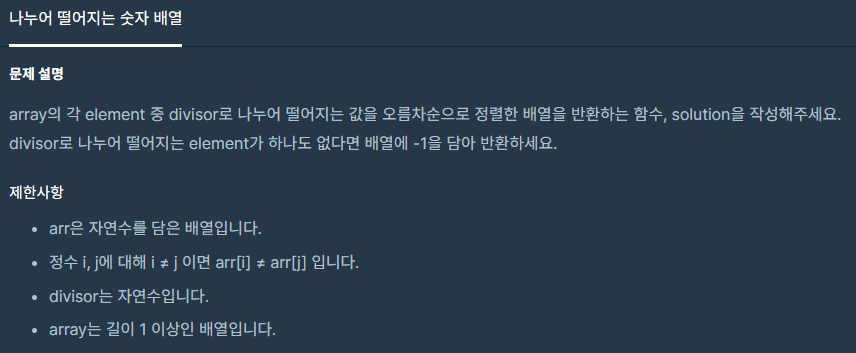 나누어 떨어지는 숫자 배열
문제 설명
array의 각 element 중 divisor로 나누어 떨어지는 값을 오름차순으로 정렬한 배열을 반환하는 함수, solution을 작성해주세요.
divisor로 나누어 떨어지는 element가 하나도 없다면 배열에 -1을 담아 반환하세요.
제한사항
• arr은 자연수를 담은 배열입니다.
• 정수 i, j에 대해 i ≠ j 이면 arr[i] ≠ arr[j] 입니다.
• divisor는 자연수입니다.
• array는 길이 1 이상인 배열입니다.